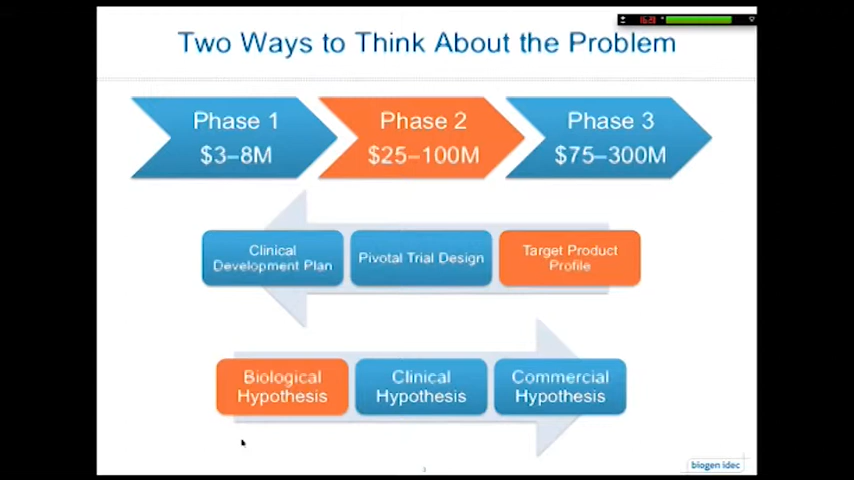 Two Ways to Think About the Problem
Phase 1
$3–8M
Phase 2
$25–100M
Phase 3
$75–300M
Clinical
Development Plan
Pivotal Trial Design
Target Product
Profile
Biological
Hypothesis
Clinical
Hypothesis
Commercial
Hypothesis
biogen idec